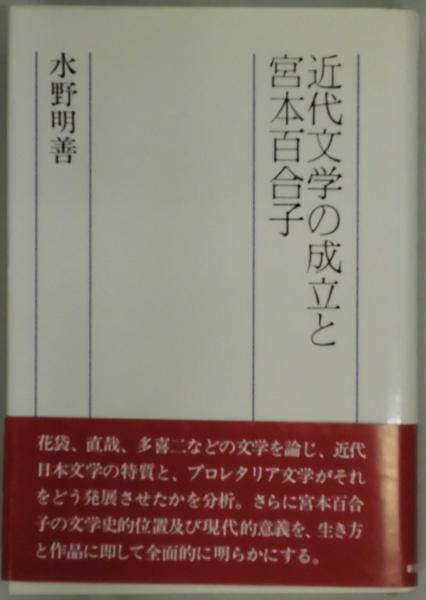 近代文学の成立と
宮本百合子
水野明善
花袋、直哉、多喜二などの文学を論じ、近代
日本文学の特質と、プロレタリア文学がそれ
をどう発展させたかを分析。さらに宮本百合
子の文学史的位置及び現代的意義を、生き方
と作品に即して全面的に明らかにする。